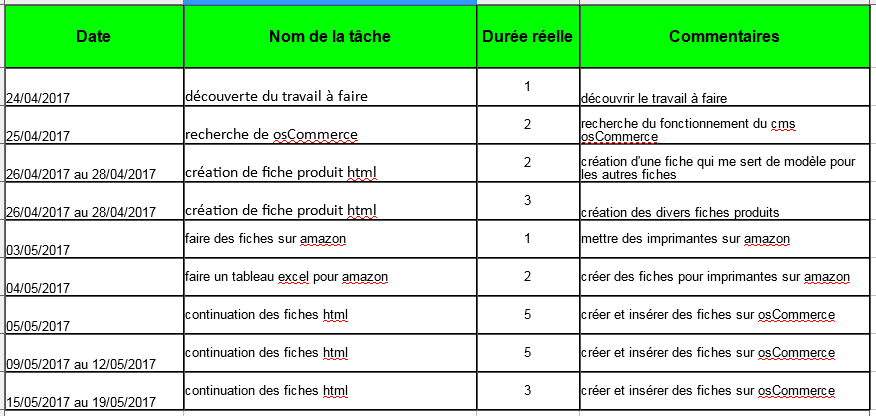 Date Nom de la tâche Durée réelle Commentaires
24/04/2017 découverte du travail à faire 1 découvrir le travail à faire
25/04/2017 recherche de osCommerce 2 recherche du fonctionnement du cms
osCommerce
26/04/2017 au 28/04/2017 création de fiche produit html 2 création d'une fiche qui me sert de modèle pour
les autres fiches
26/04/2017 au 28/04/2017 création de fiche produit html 3 création des divers fiches produits
03/05/2017 faire des fiches sur amazon 1 mettre des imprimantes sur amazon
04/05/2017 faire un tableau excel pour amazon 2 créer des fiches pour imprimantes sur amazon
05/05/2017 continuation des fiches html 5 créer et insérer des fiches sur osCommerce
09/05/2017 au 12/05/2017 continuation des fiches html 5 créer et insérer des fiches sur osCommerce
15/05/2017 au 19/05/2017 continuation des fiches html 3 créer et insérer des fiches sur osCommerce